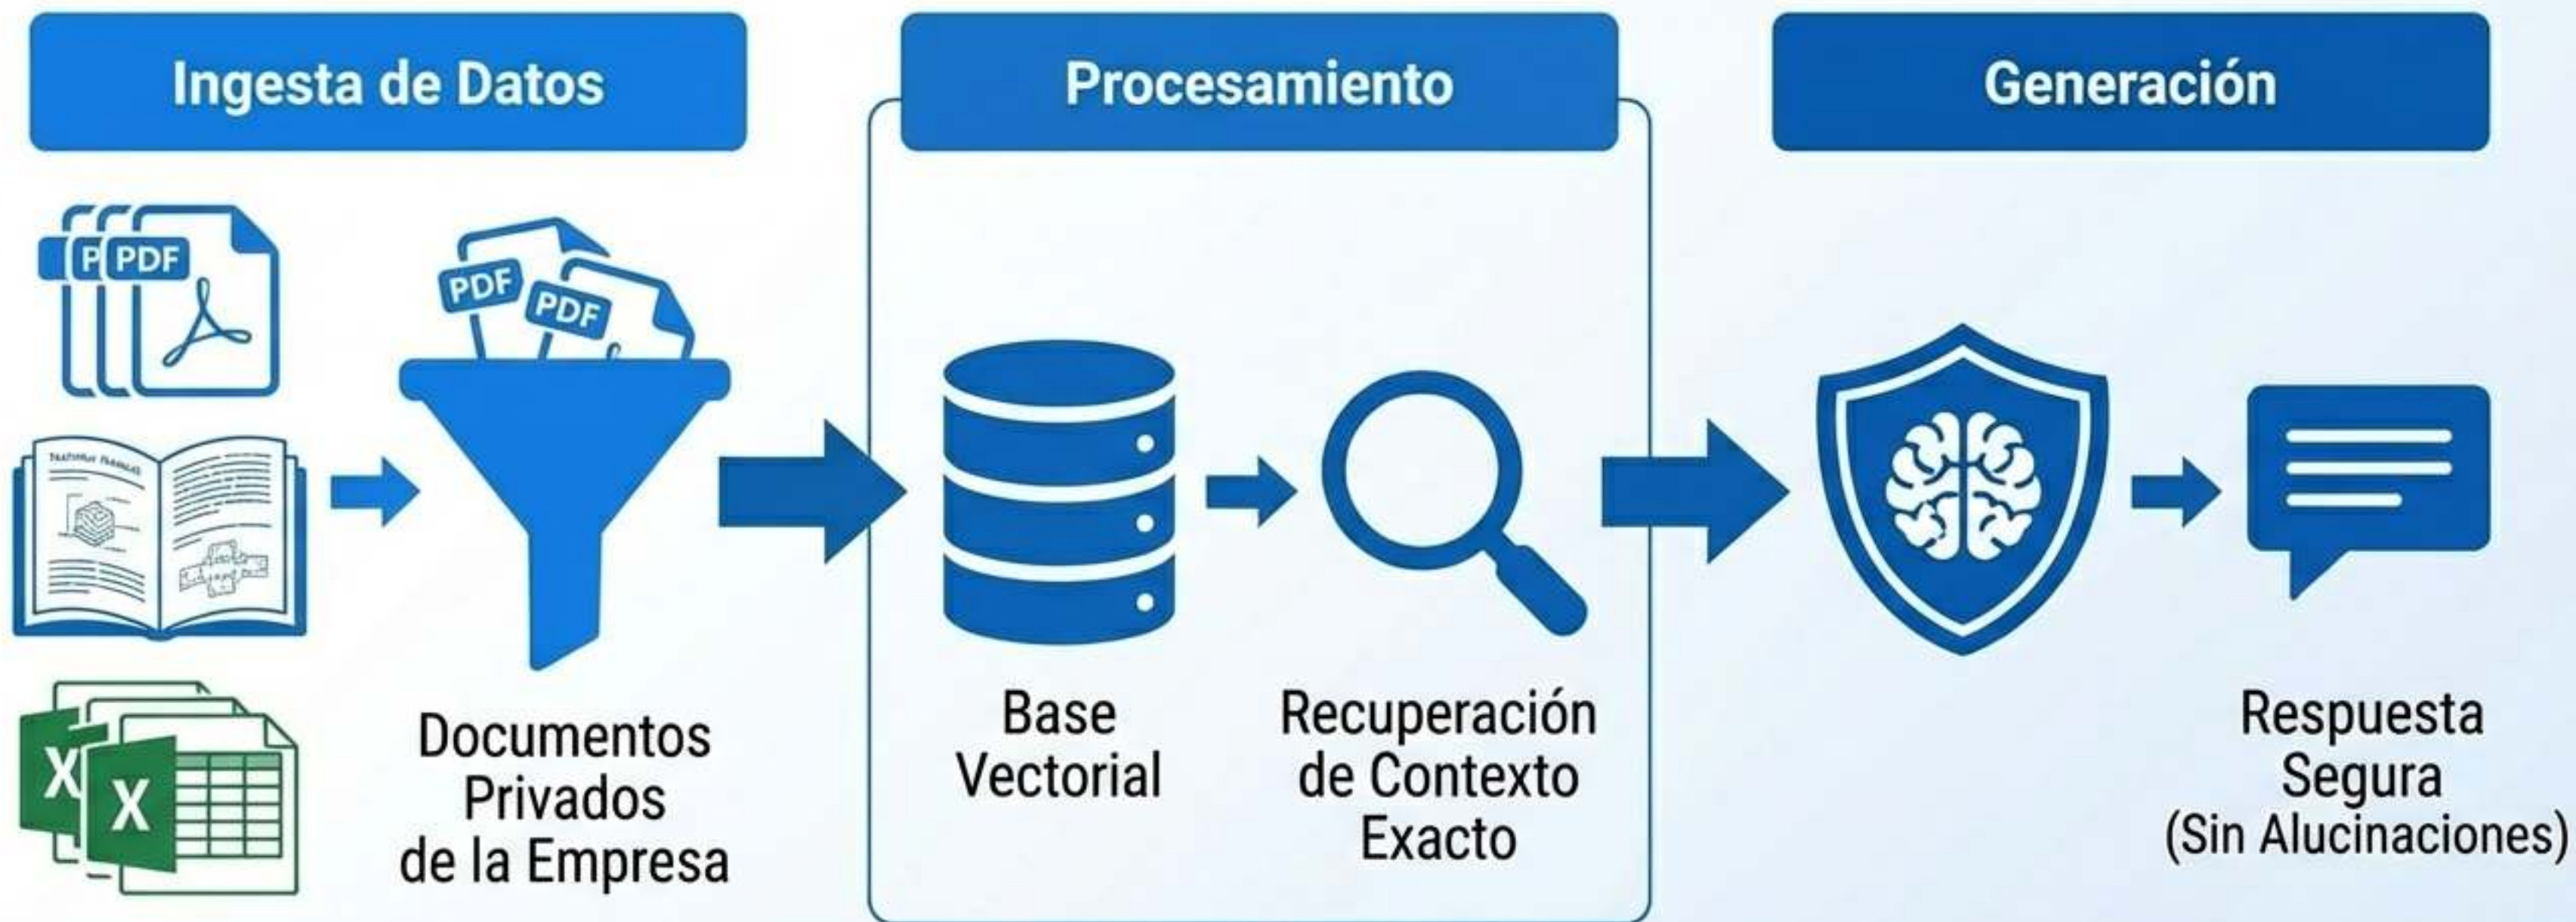 Ingesta de Datos
Procesamiento
Generación
P
PDF
PDF
PDF
X
X
Documentos
Privados
de la Empresa
Base
Vectorial
Recuperación
de Contexto
Exacto
Respuesta
Segura
(Sin Alucinaciones)